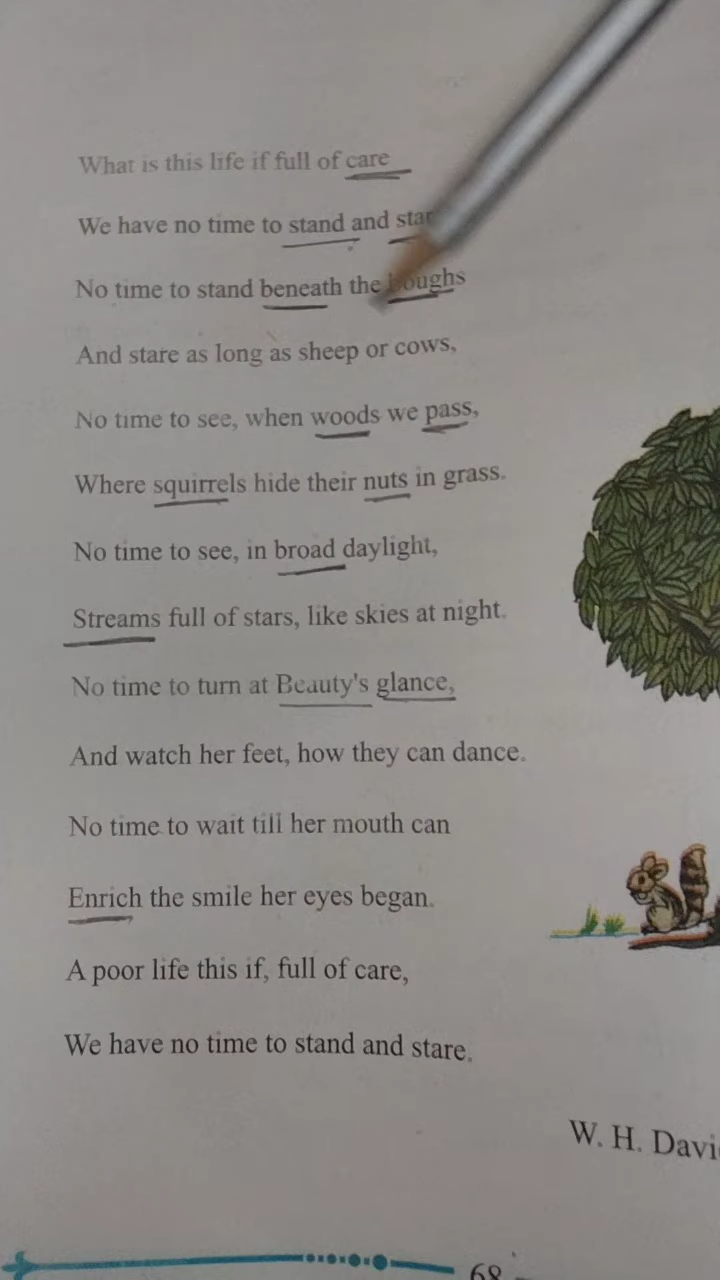 What is this life if full of care
We have no time to stand and
No time to stand beneath the boughs
And stare as long as sheep or cows,
No time to see, when woods we pass,
Where squirrels hide their nuts in grass.
No time to see, in broad daylight,
Streams full of stars, like skies at night.
No time to turn at Beauty's glance,
And watch her feet, how they can dance.
No time to wait till her mouth can
Enrich the smile her eyes began.
A poor life this if, full of care,
We have no time to stand and stare.
W. H. Davi
68